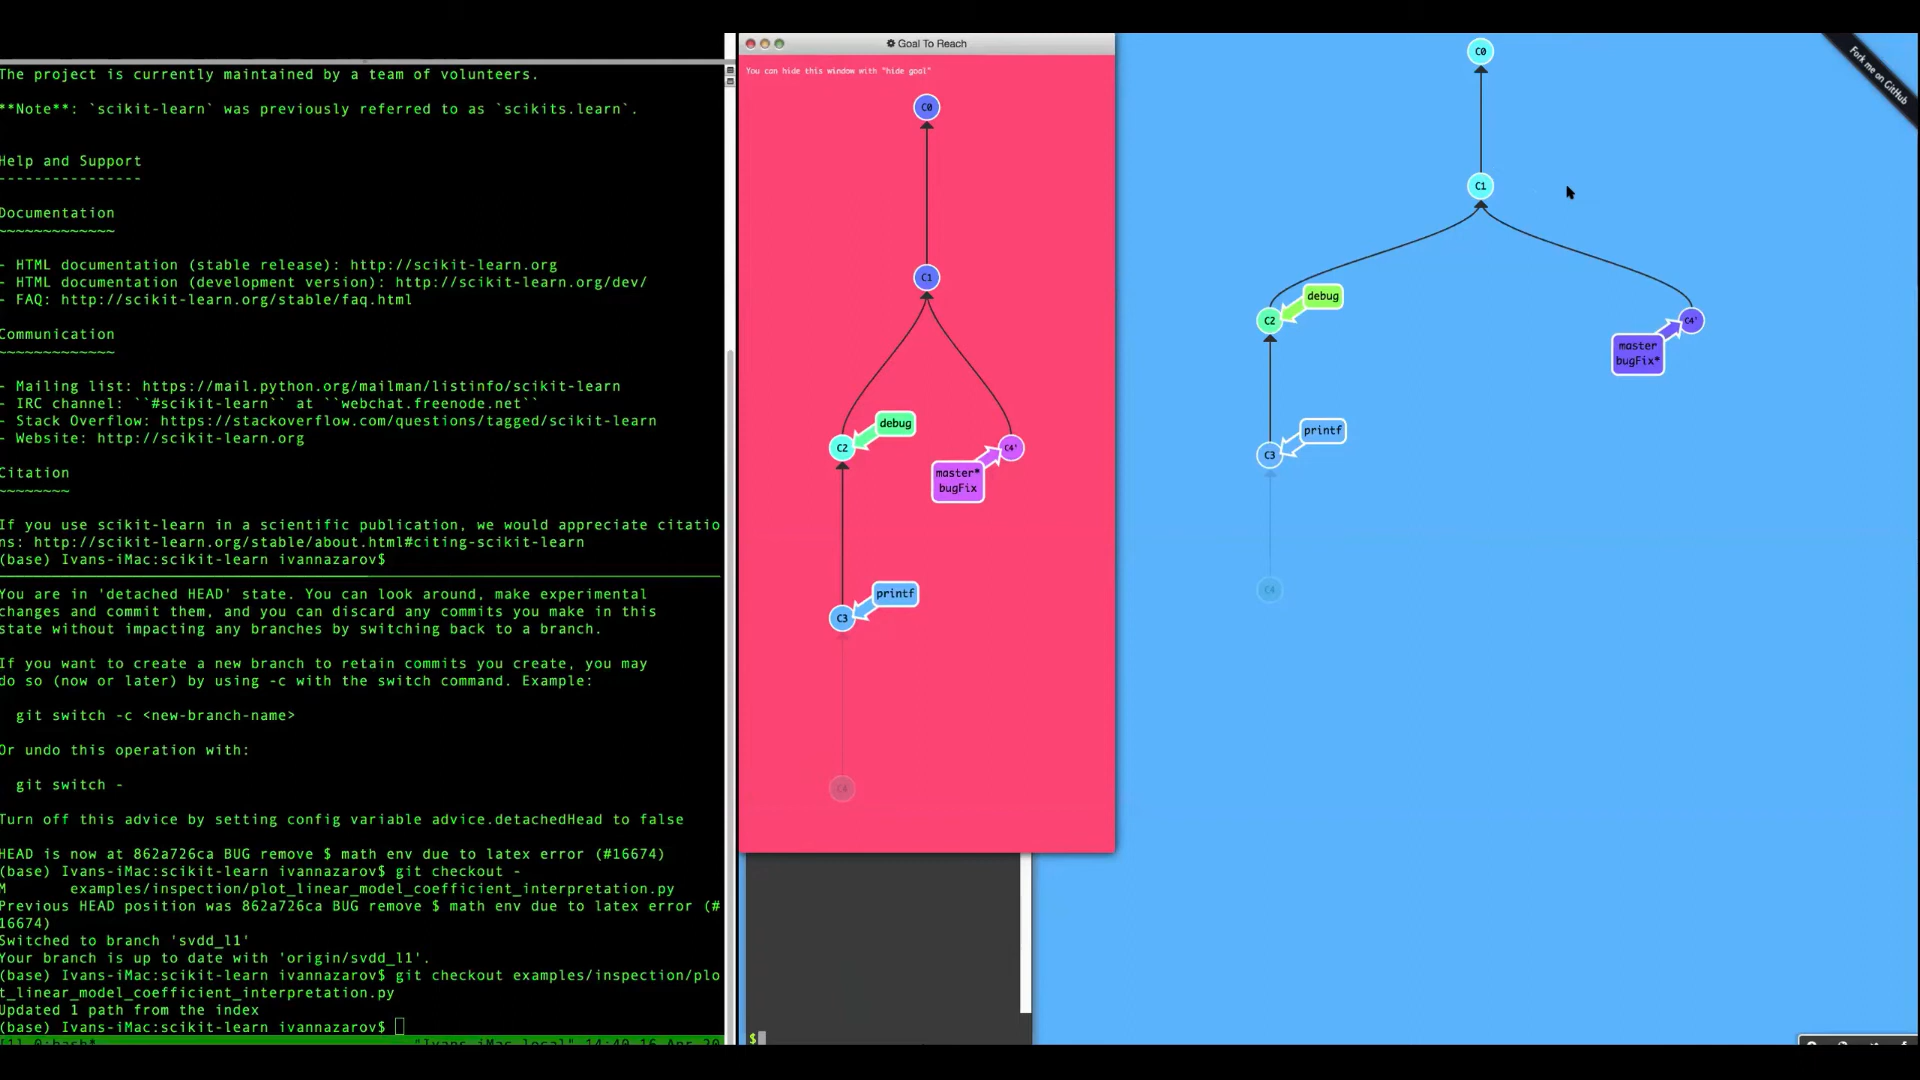 The project is currently maintained by a team of volunteers.
**Note**: `scikit-learn` was previously referred to as `scikits.learn`.
Help and Support
----------------
Documentation
~~~~~~~~~~~~~
- HTML documentation (stable release): http://scikit-learn.org
- HTML documentation (development version): http://scikit-learn.org/dev/
- FAQ: http://scikit-learn.org/stable/faq.html
Communication
~~~~~~~~~~~~~
- Mailing list: https://mail.python.org/mailman/listinfo/scikit-learn
- IRC channel: ``#scikit-learn`` at ``webchat.freenode.net``
- Stack Overflow: https://stackoverflow.com/questions/tagged/scikit-learn
- Website: http://scikit-learn.org
Citation
~~~~~~~~
If you use scikit-learn in a scientific publication, we would appreciate citatio
ns: http://scikit-learn.org/stable/about.html#citing-scikit-learn
(base) Ivans-iMac:scikit-learn ivannazarov$
You are in 'detached HEAD' state. You can look around, make experimental
changes and commit them, and you can discard any commits you make in this
state without impacting any branches by switching back to a branch.
If you want to create a new branch to retain commits you create, you may
do so (now or later) by using -c with the switch command. Example:
git switch -c <new-branch-name>
Or undo this operation with:
git switch -
Turn off this advice by setting config variable advice.detachedHead to false
HEAD is now at 862a726ca BUG remove $ math env due to latex error (#16674)
(base) Ivans-iMac:scikit-learn ivannazarov$ git checkout -
M examples/inspection/plot_linear_model_coefficient_interpretation.py
Previous HEAD position was 862a726ca BUG remove $ math env due to latex error (#
16674)
Switched to branch 'svdd_l1'
Your branch is up to date with 'origin/svdd_l1'.
(base) Ivans-iMac:scikit-learn ivannazarov$ git checkout examples/inspection/plo
t_linear_model_coefficient_interpretation.py
Updated 1 path from the index
(base) Ivans-iMac:scikit-learn ivannazarov$
[1] 0:bash* "Ivans-iMac.local" 14:40 16-Apr-20
Goal To Reach
You can hide this window with "hide goal"
C0
C1
debug
C2
C4'
master*
bugFix
printf
C3
C4
$
C0
Fork me on GitHub
C1
debug
C2
C4'
master
bugFix*
printf
C3
C4